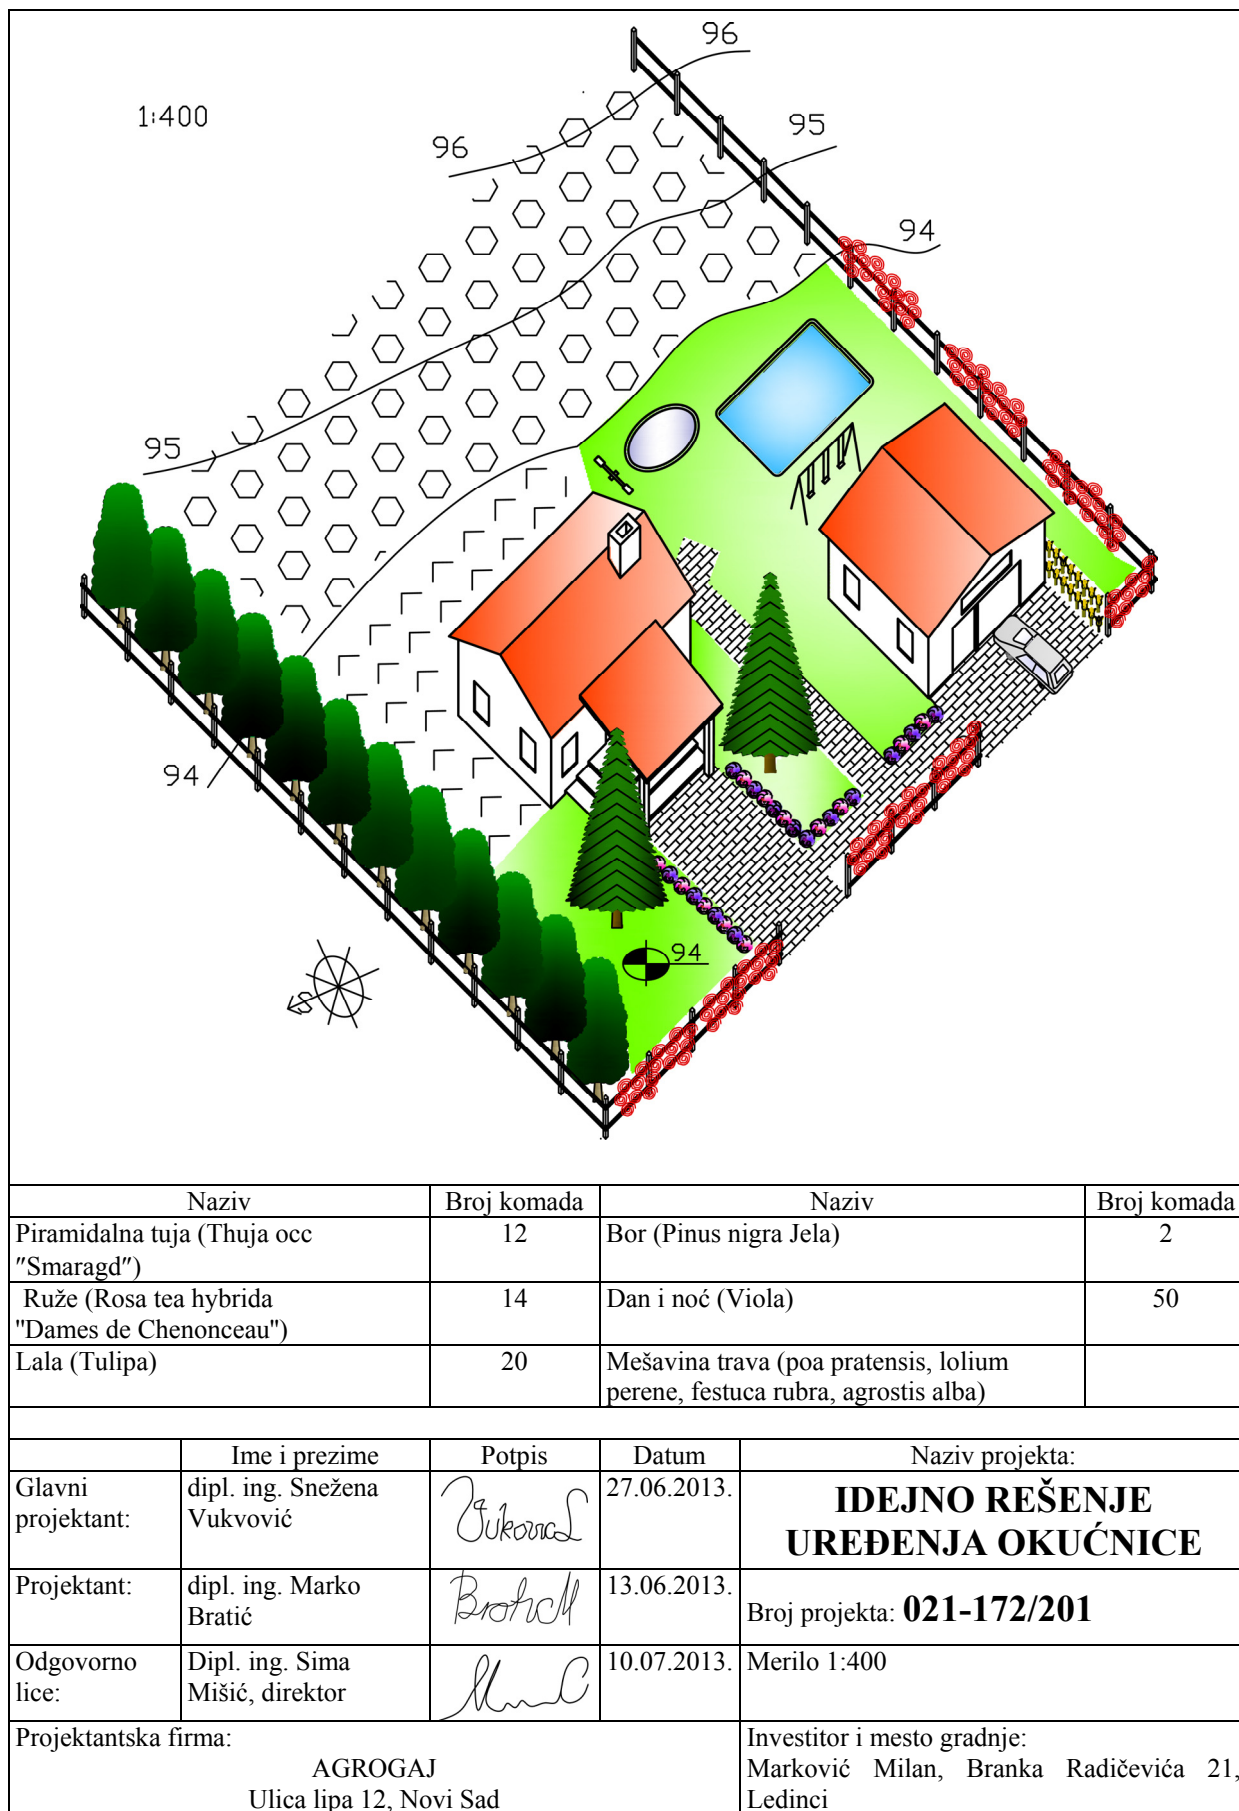 96
1:400
95
96
94
95
94
94
S
Naziv Broj komada Naziv Broj komada
Piramidalna tuja (Thuja occ 12 Bor (Pinus nigra Jela) 2
"Smaragd")
Ruže (Rosa tea hybrida 14 Dan i noć (Viola) 50
"Dames de Chenonceau")
Lala (Tulipa) 20 Mešavina trava (poa pratensis, lolium
perene, festuca rubra, agrostis alba)
Ime i prezime Potpis Datum Naziv projekta:
Glavni dipl. ing. Snežena 27.06.2013. IDEJNO REŠENJE
projektant: Vukvović UREĐENJA OKUĆNICE
Projektant: dipl. ing. Marko 13.06.2013.
Bratić Broj projekta: 021-172/201
Odgovorno Dipl. ing. Sima 10.07.2013. Merilo 1:400
lice: Mišić, direktor
Projektantska firma: Investitor i mesto gradnje:
AGROGAJ Marković Milan, Branka Radičevića 21,
Ulica lipa 12, Novi Sad Ledinci